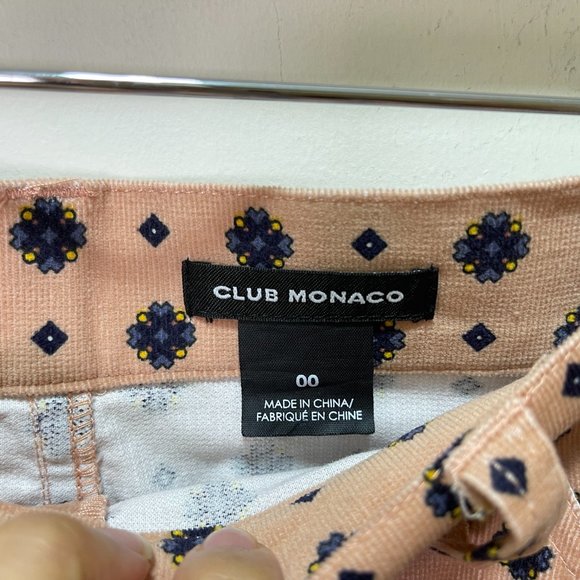 CLUB MONACO
00
MADE IN CHINA/
FABRIQUÉ EN CHINE